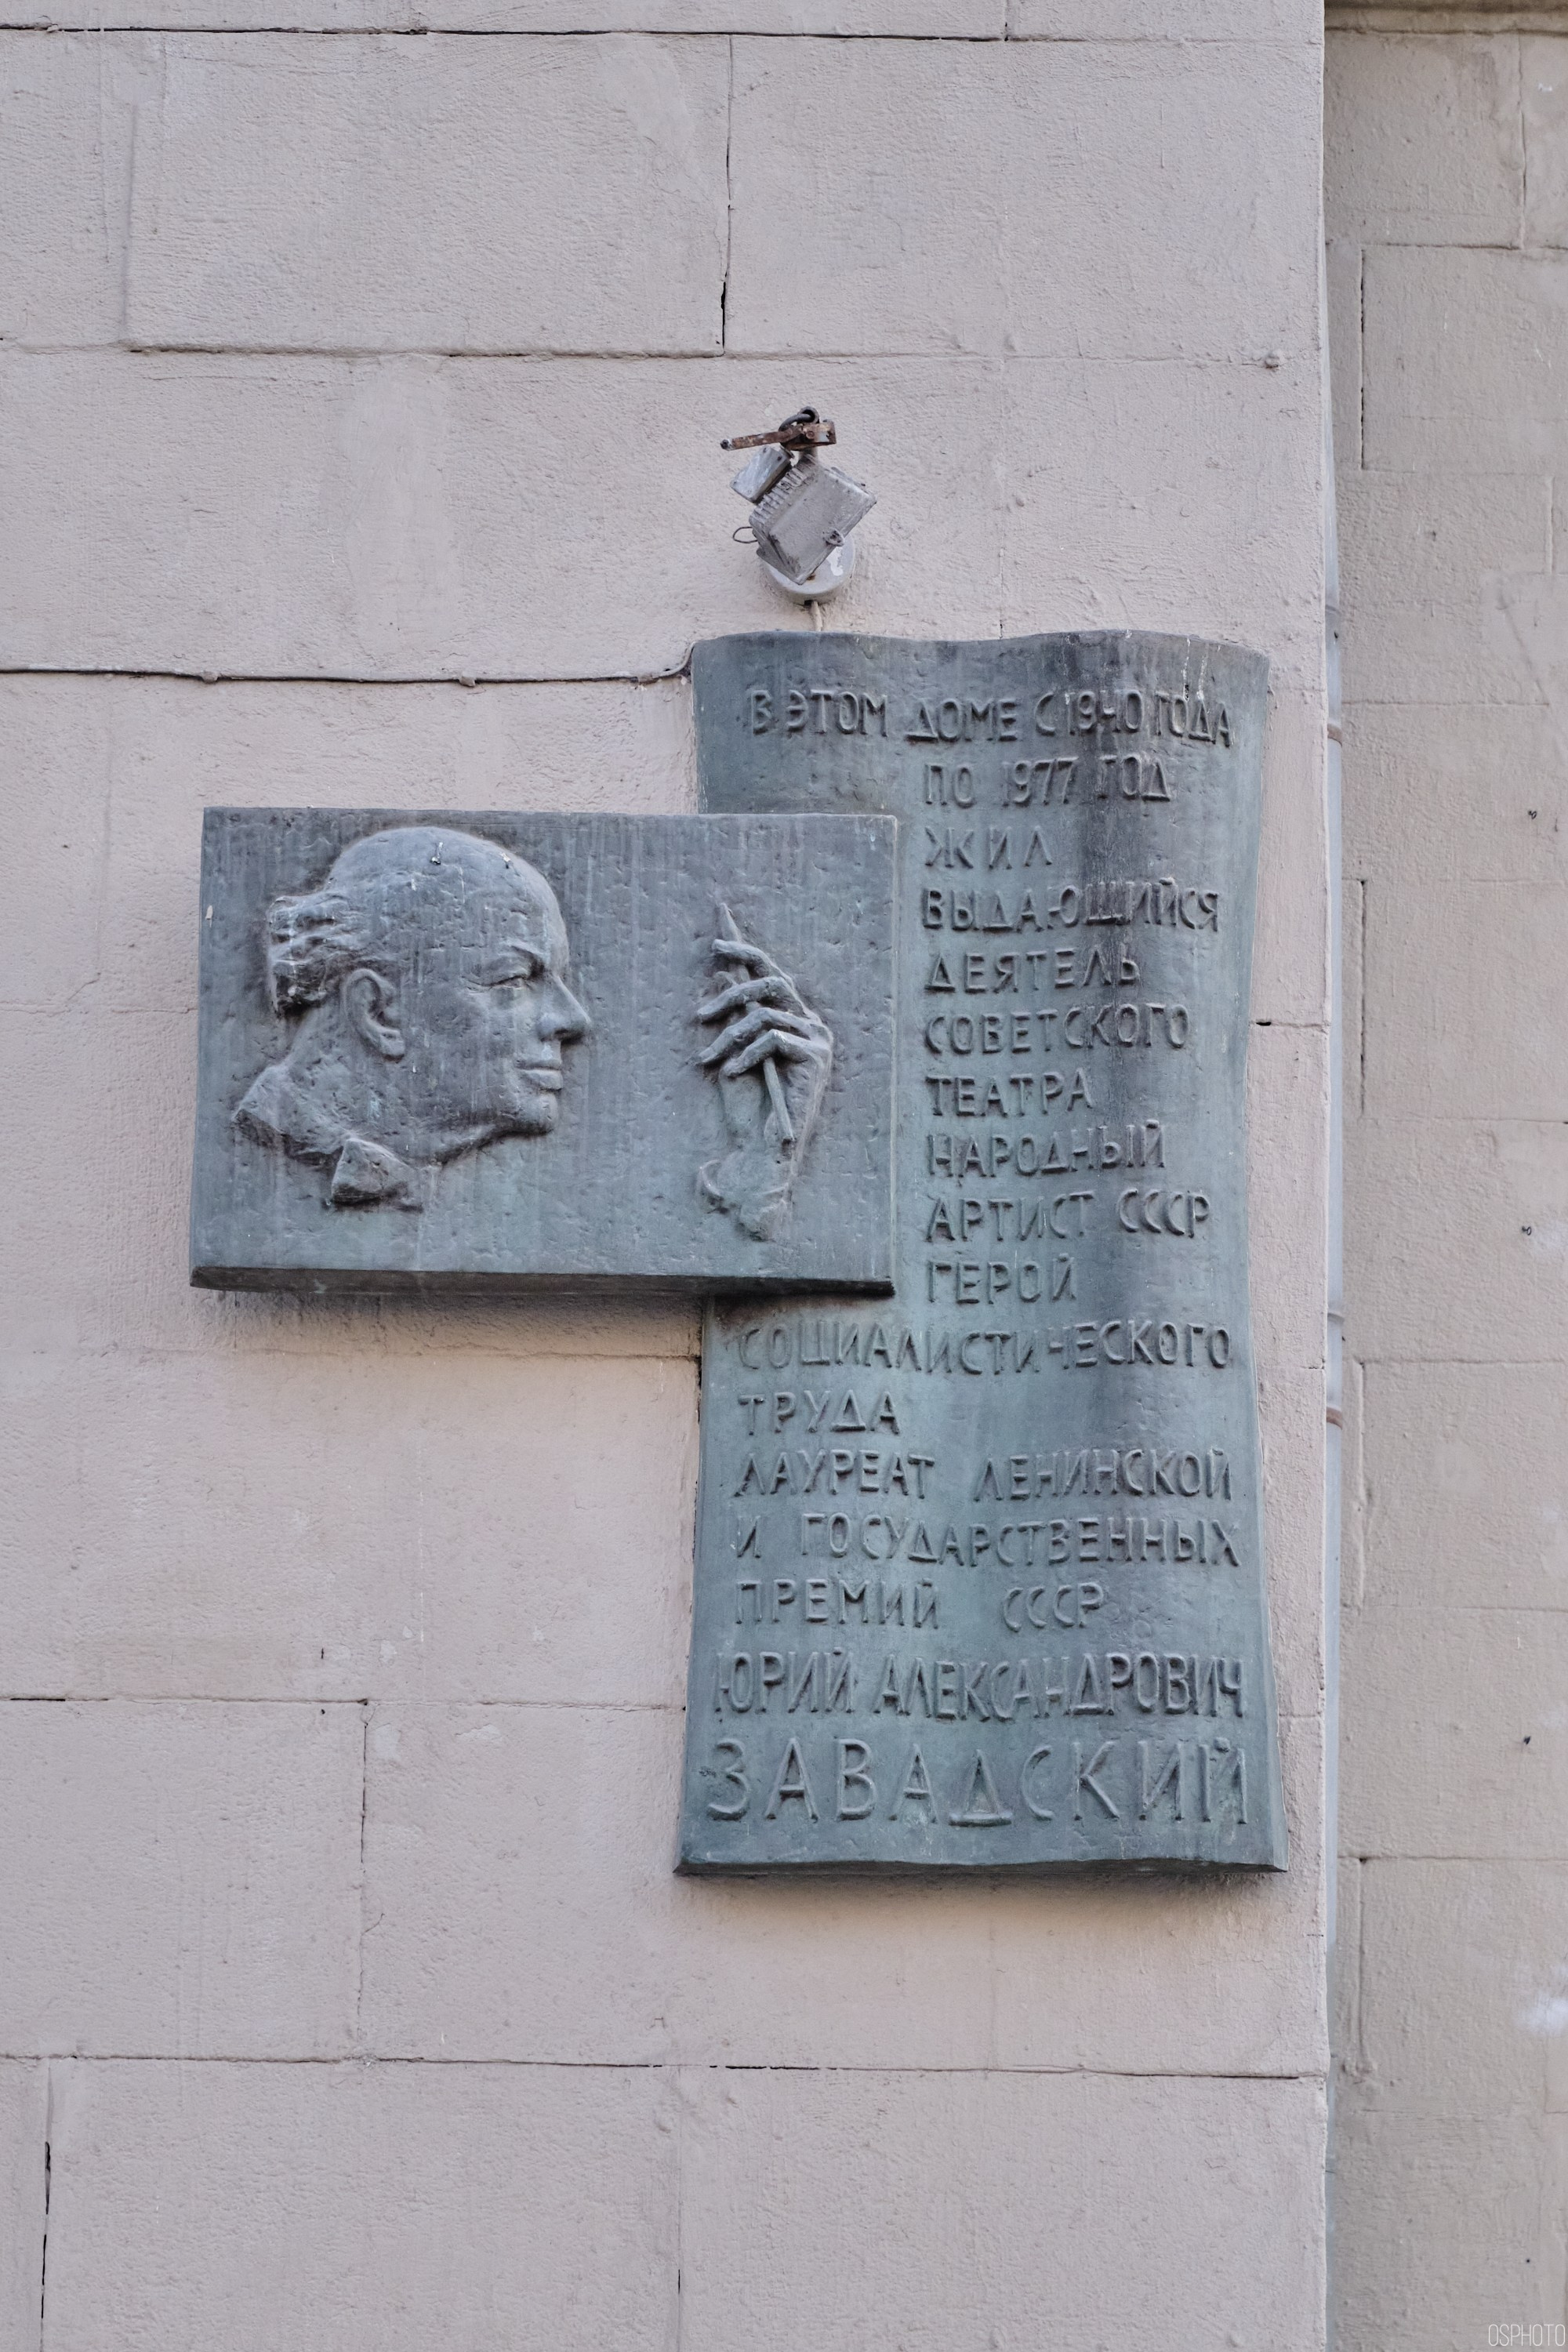 В ЭТОМ ДОМЕ С 1940 ГОДА
ПО 1977 ГОД
ЖИЛ
ВЫДАЮЩИЙСЯ
ДЕЯТЕЛЬ
СОВЕТСКОГО
ТЕАТРА
НАРОДНЫЙ
АРТИСТ СССР
ГЕРОЙ
СОЦИАЛИСТИЧЕСКОГО
ТРУДА
ЛАУРЕАТ ЛЕНИНСКОЙ
И ГОСУДАРСТВЕННЫХ
ПРЕМИЙ СССР
ЮРИЙ АЛЕКСАНДРОВИЧ
ЗАВАДСКИЙ
OSPHOTO